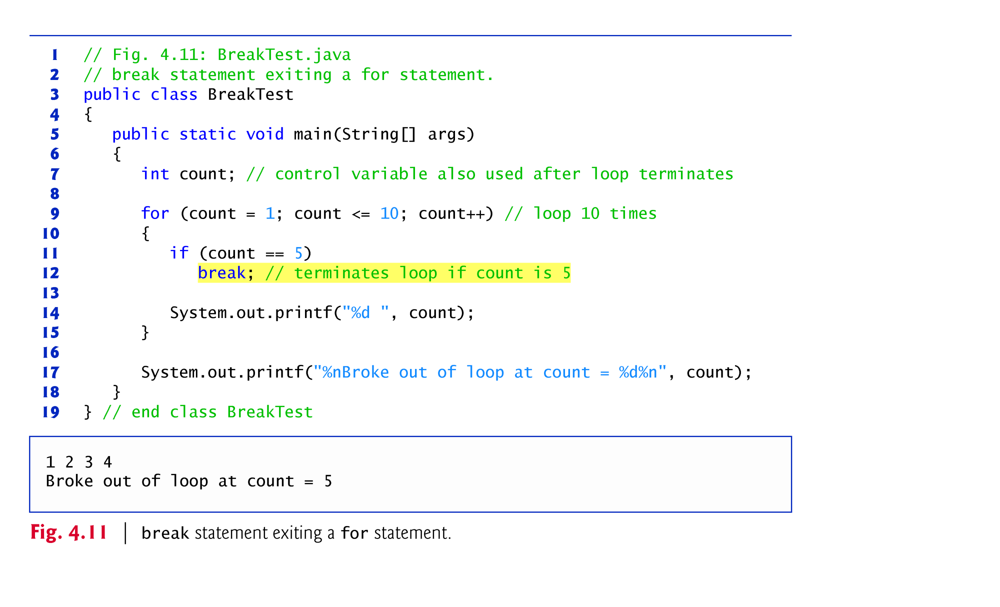 1 // Fig. 4.11: BreakTest.java
2 // break statement exiting a for statement.
3 public class BreakTest
4 {
5    public static void main(String[] args)
6    {
7       int count; // control variable also used after loop terminates
8
9       for (count = 1; count <= 10; count++) // loop 10 times
10       {
11          if (count == 5)
12             break; // terminates loop if count is 5
13
14          System.out.printf("%d ", count);
15       }
16
17       System.out.printf("%nBroke out of loop at count = %d%n", count);
18    }
19 } // end class BreakTest
1 2 3 4
Broke out of loop at count = 5
Fig. 4.11 | break statement exiting a for statement.